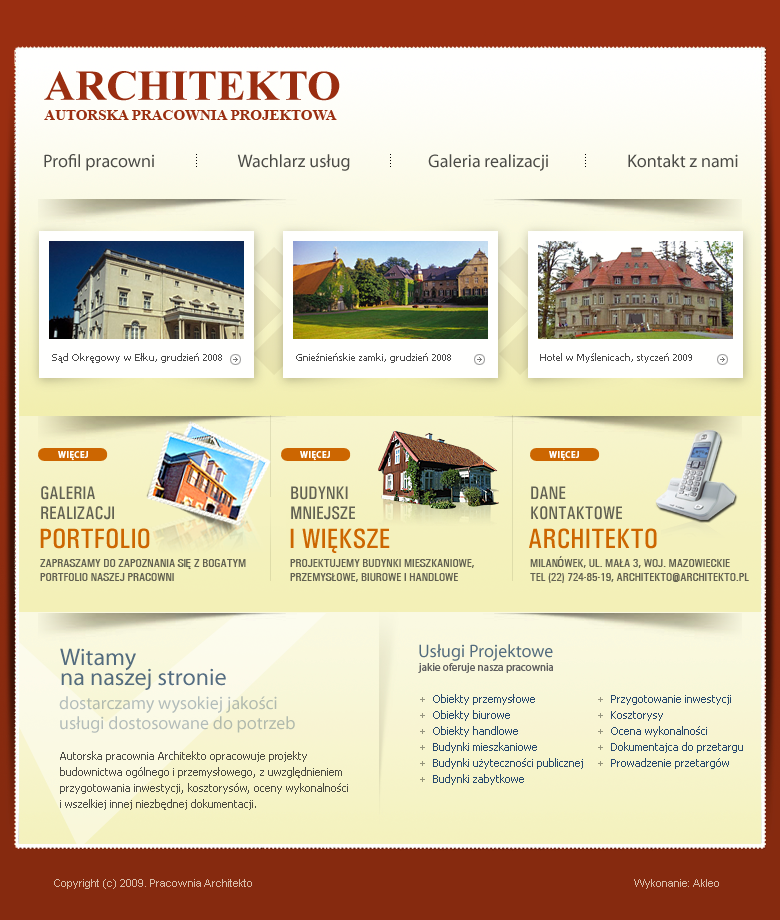 ARCHITEKTO
AUTORSKA PRACOWNIA PROJEKTOWA
Profil pracowni
Wachlarz usług
Galeria realizacji
Kontakt z nami
Sąd Okręgowy w Ełku, grudzień 2008
Gnieźnieńskie zamki, grudzień 2008
Hotel w Myślenicach, styczeń 2009
WIĘCEJ
GALERIA
REALIZACJI
PORTFOLIO
ZAPRASZAMY DO ZAPOZNANIA SIĘ Z BOGATYM
PORTFOLIO NASZEJ PRACOWNI
WIĘCEJ
BUDYNKI
MNIEJSZE
I WIĘKSZE
PROJEKTUJEMY BUDYNKI MIESZKANIOWE,
PRZEMYSŁOWE, BIUROWE I HANDLOWE
WIĘCEJ
DANE
KONTAKTOWE
ARCHITEKTO
MILANÓWEK, UL. MAŁA 3, WOJ. MAZOWIECKIE
TEL (22) 724-85-19, ARCHITEKTO@ARCHITEKTO.PL
Witamy
na naszej stronie
dostarczamy wysokiej jakości
usługi dostosowane do potrzeb
Autorska pracownia Architekto opracowuje projekty
budownictwa ogólnego i przemysłowego, z uwzględnieniem
przygotowania inwestycji, kosztorysów, oceny wykonalności
i wszelkiej innej niezbędnej dokumentacji.
Usługi Projektowe
jakie oferuje nasza pracownia
+ Obiekty przemysłowe
+ Obiekty biurowe
+ Obiekty handlowe
+ Budynki mieszkaniowe
+ Budynki użyteczności publicznej
+ Budynki zabytkowe
+ Przygotowanie inwestycji
+ Kosztorysy
+ Ocena wykonalności
+ Dokumentajca do przetargu
+ Prowadzenie przetargów
Copyright (c) 2009. Pracownia Architekto
Wykonanie: Akleo